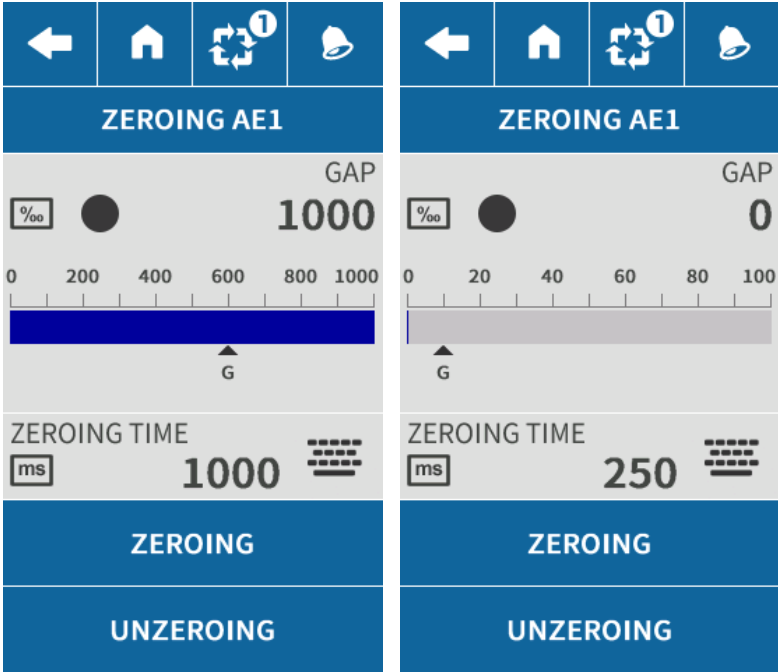 1
ZEROING AE1
GAP
‰
1000
0 200 400 600 800 1000
G
ZEROING TIME
ms
1000
ZEROING
UNZEROING
1
ZEROING AE1
GAP
‰
0
0 20 40 60 80 100
G
ZEROING TIME
ms
250
ZEROING
UNZEROING